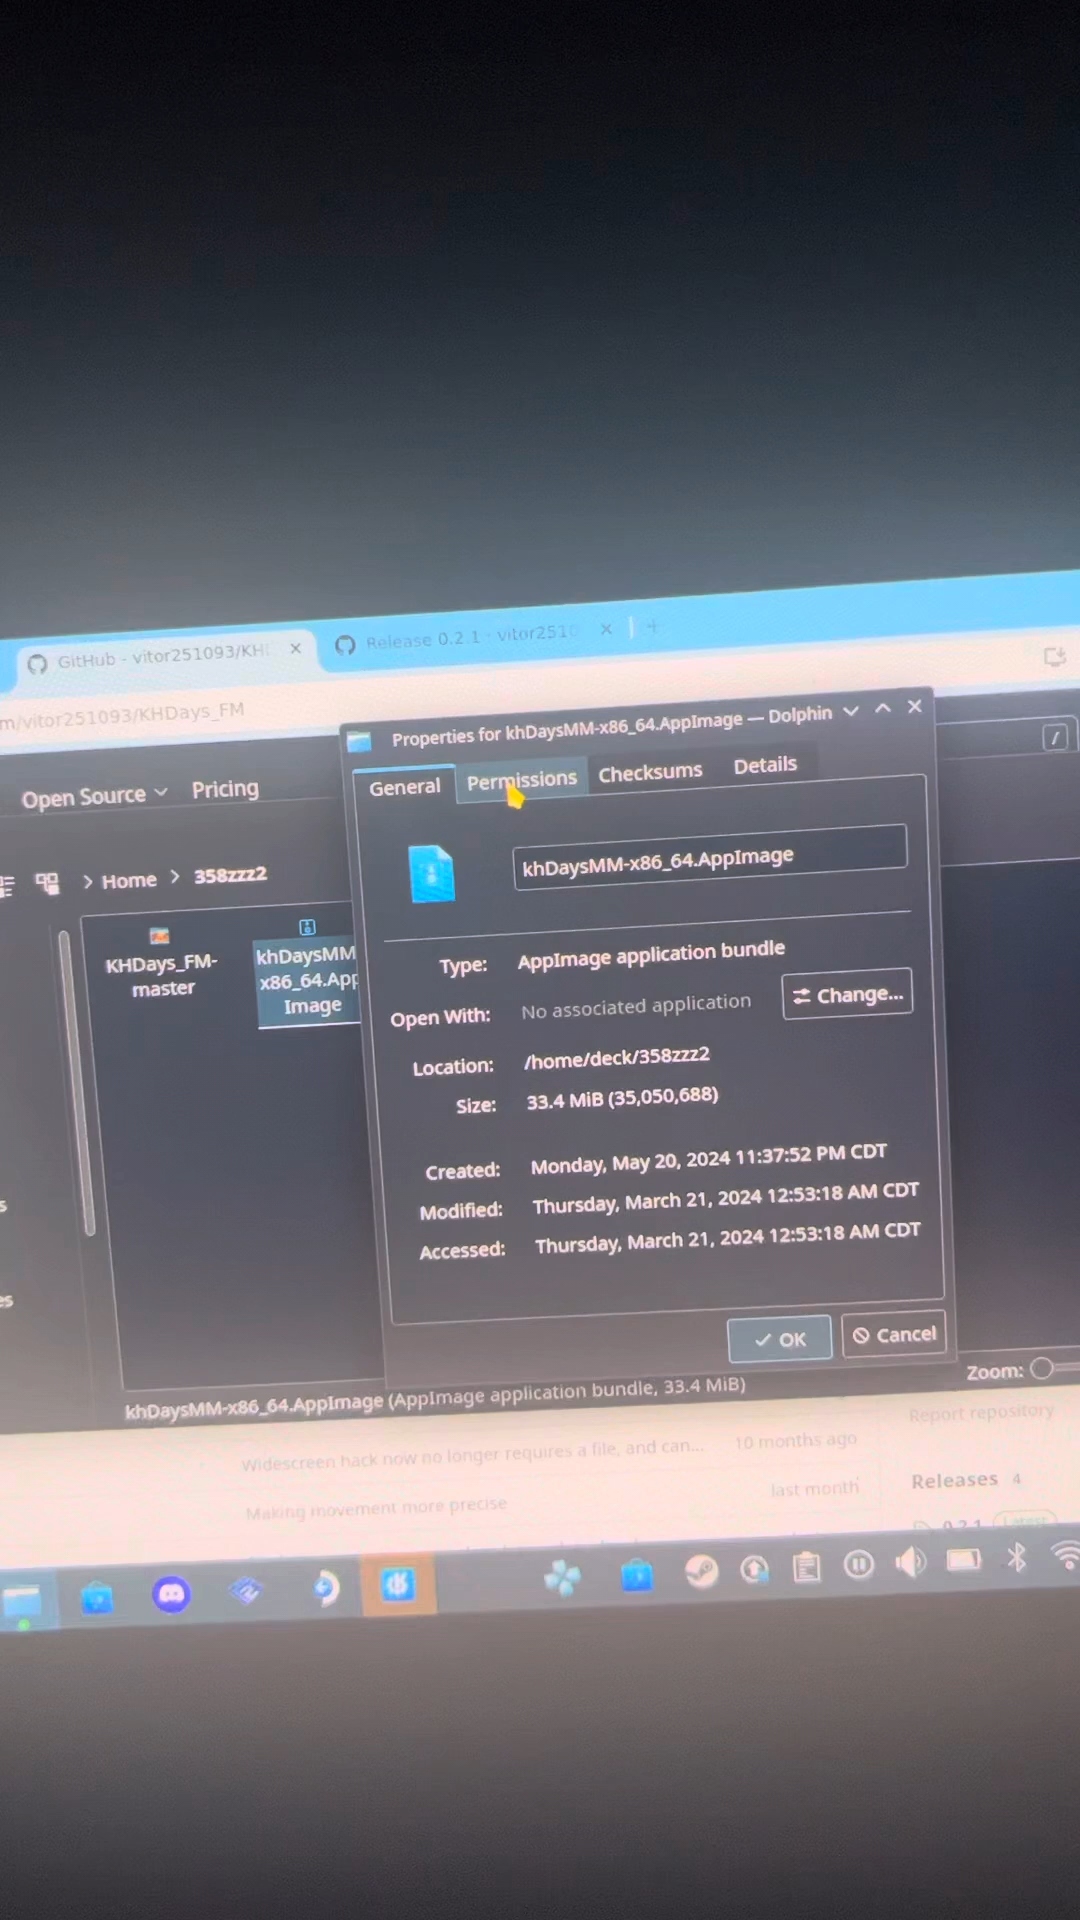 GitHub - vitor251093/KH
Release 0.2.1 · vitor251
m/vitor251093/KHDays_FM
Properties for khDaysMM-x86_64.AppImage — Dolphin
/
Open Source
Pricing
General
Permissions
Checksums
Details
khDaysMM-x86_64.AppImage
> Home > 358zzz2
KHDays_FM-
master
khDaysMM
x86_64.App
Image
Type: AppImage application bundle
Open With: No associated application
Change...
Location: /home/deck/358zzz2
Size: 33.4 MiB (35,050,688)
Created: Monday, May 20, 2024 11:37:52 PM CDT
Modified: Thursday, March 21, 2024 12:53:18 AM CDT
Accessed: Thursday, March 21, 2024 12:53:18 AM CDT
s
es
OK
Cancel
Zoom:
khDaysMM-x86_64.AppImage (AppImage application bundle, 33.4 MiB)
Report repository
Widescreen hack now no longer requires a file, and can...
10 months ago
Making movement more precise
last month
Releases 4
0.2.1
Latest